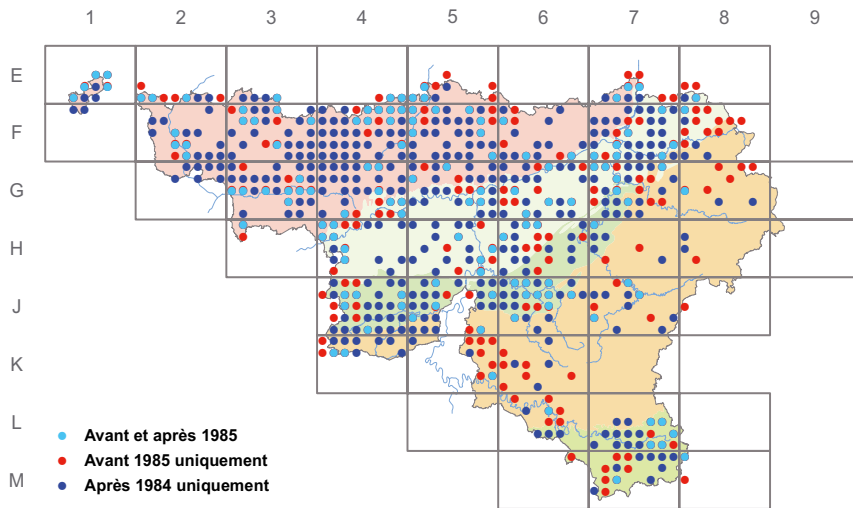 1 2 3 4 5 6 7 8 9
E
F
G
H
J
K
L
M
Avant et après 1985
Avant 1985 uniquement
Après 1984 uniquement